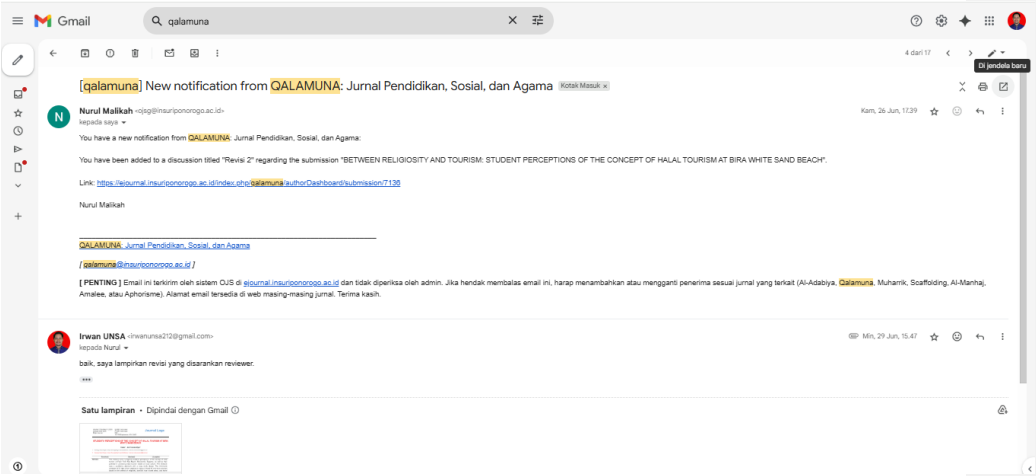 Gmail
qalamuna
4 dari 17
Di jendela baru
[qalamuna] New notification from QALAMUNA: Jurnal Pendidikan, Sosial, dan Agama Kotak Masuk x
N
Nurul Malikah <ojsg@insuriponorogo.ac.id> Kam, 26 Jun, 17.39
kepada saya
You have a new notification from QALAMUNA: Jurnal Pendidikan, Sosial, dan Agama:
You have been added to a discussion titled "Revisi 2" regarding the submission "BETWEEN RELIGIOSITY AND TOURISM: STUDENT PERCEPTIONS OF THE CONCEPT OF HALAL TOURISM AT BIRA WHITE SAND BEACH".
Link: https://ejournal.insuriponorogo.ac.id/index.php/qalamuna/authorDashboard/submission/7136
Nurul Malikah
QALAMUNA: Jurnal Pendidikan, Sosial, dan Agama
[ qalamuna@insuriponorogo.ac.id ]
[ PENTING ] Email ini terkirim oleh sistem OJS di ejournal.insuriponorogo.ac.id dan tidak diperiksa oleh admin. Jika hendak membalas email ini, harap menambahkan atau mengganti penerima sesuai jurnal yang terkait (Al-Adabiya, Qalamuna, Muharrik, Scaffolding, Al-Manhaj,
Amalee, atau Aphorisme). Alamat email tersedia di web masing-masing jurnal. Terima kasih.
Irwan UNSA <irwanunsa212@gmail.com> Min, 29 Jun, 15.47
kepada Nurul
baik, saya lampirkan revisi yang disarankan reviewer.
Satu lampiran • Dipindai dengan Gmail